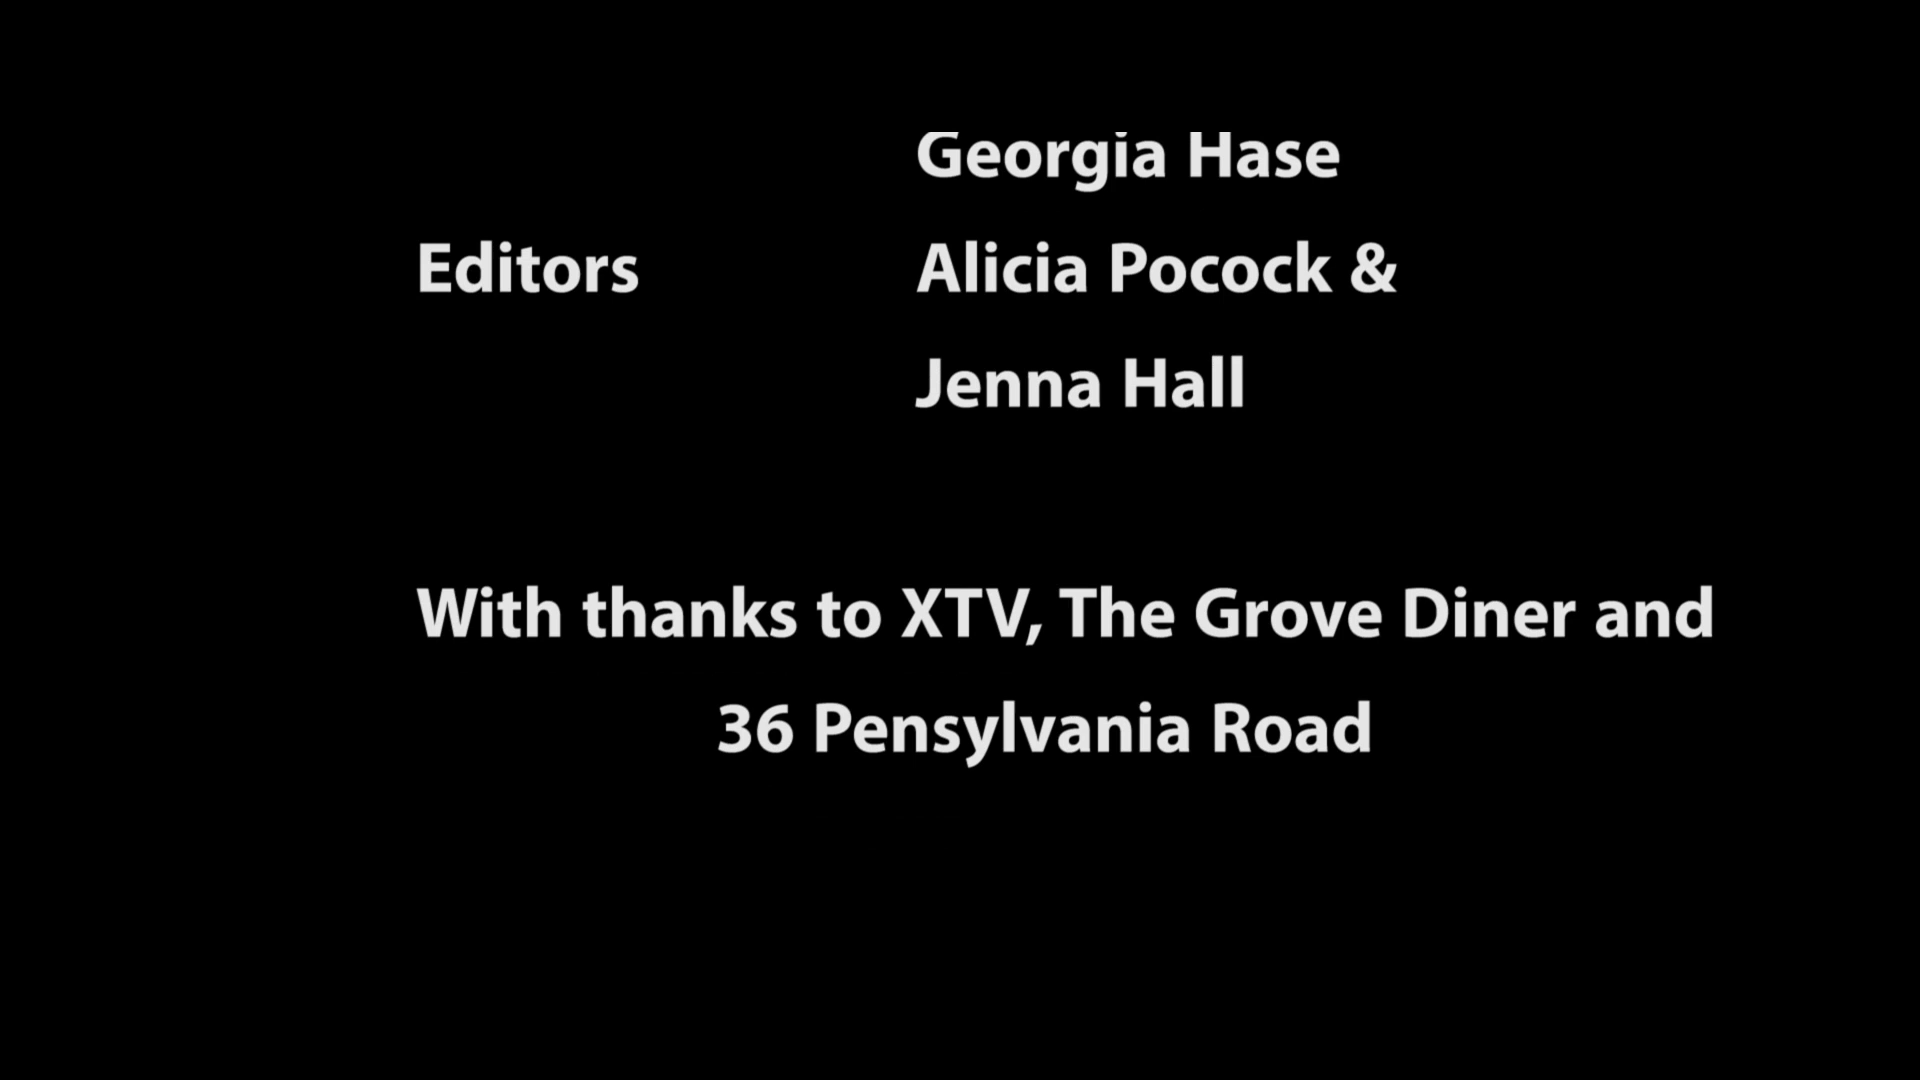 Georgia Hase
Editors Alicia Pocock &
Jenna Hall
With thanks to XTV, The Grove Diner and
36 Pensylvania Road